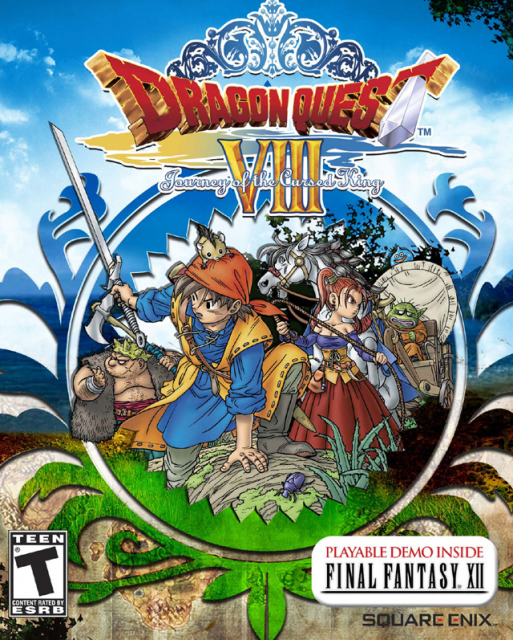 DRAGON QUEST
TM
VIII
Journey of the Cursed King
TEEN
T
CONTENT RATED BY
ESRB
PLAYABLE DEMO INSIDE
FINAL FANTASY XII
SQUARE ENIX